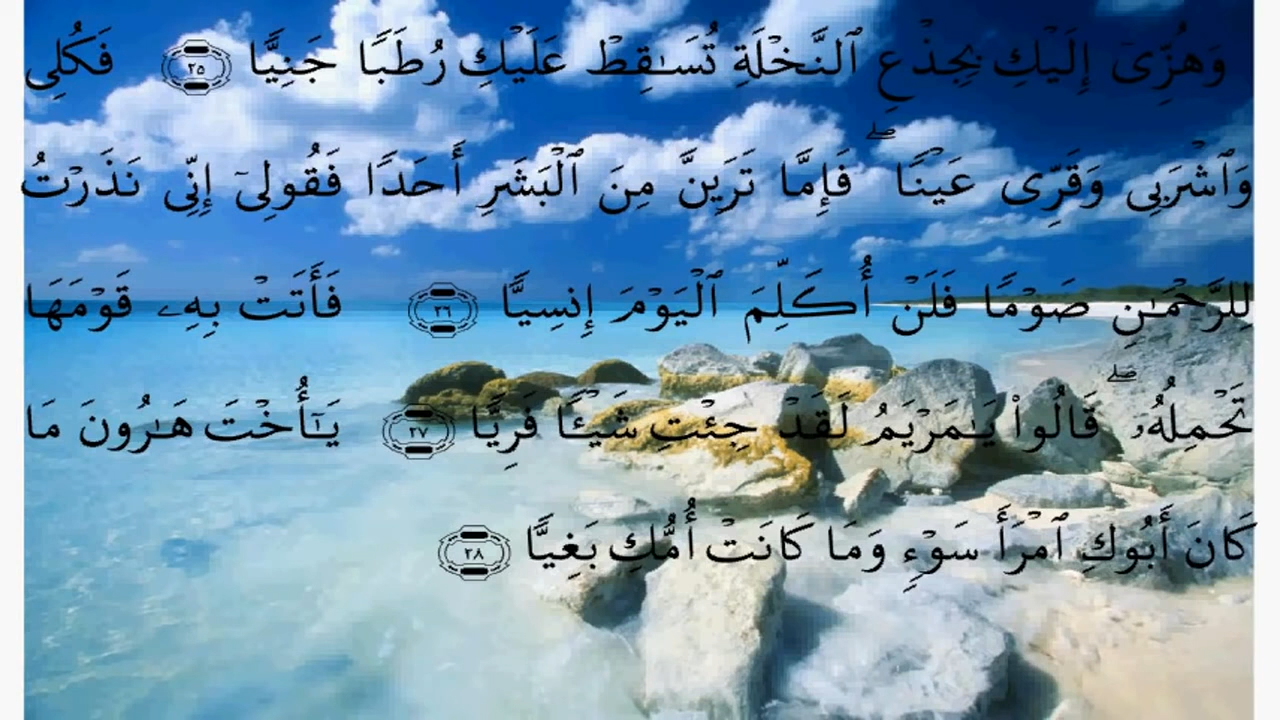 وَهُزِّىٓ إِلَيْكِ بِجِذْعِ ٱلنَّخْلَةِ تُسَـٰقِطْ عَلَيْكِ رُطَبًا جَنِيًّا ٢٥ فَكُلِى
وَٱشْرَبِى وَقَرِّى عَيْنًا ۖ فَإِمَّا تَرَيِنَّ مِنَ ٱلْبَشَرِ أَحَدًا فَقُولِىٓ إِنِّى نَذَرْتُ
لِلرَّحْمَـٰنِ صَوْمًا فَلَنْ أُكَلِّمَ ٱلْيَوْمَ إِنسِيًّا ٢٦ فَأَتَتْ بِهِۦ قَوْمَهَا
تَحْمِلُهُۥ ۖ قَالُوا۟ يَـٰمَرْيَمُ لَقَدْ جِئْتِ شَيْـًٔا فَرِيًّا ٢٧ يَـٰٓأُخْتَ هَـٰرُونَ مَا
كَانَ أَبُوكِ ٱمْرَأَ سَوْءٍ وَمَا كَانَتْ أُمُّكِ بَغِيًّا ٢٨